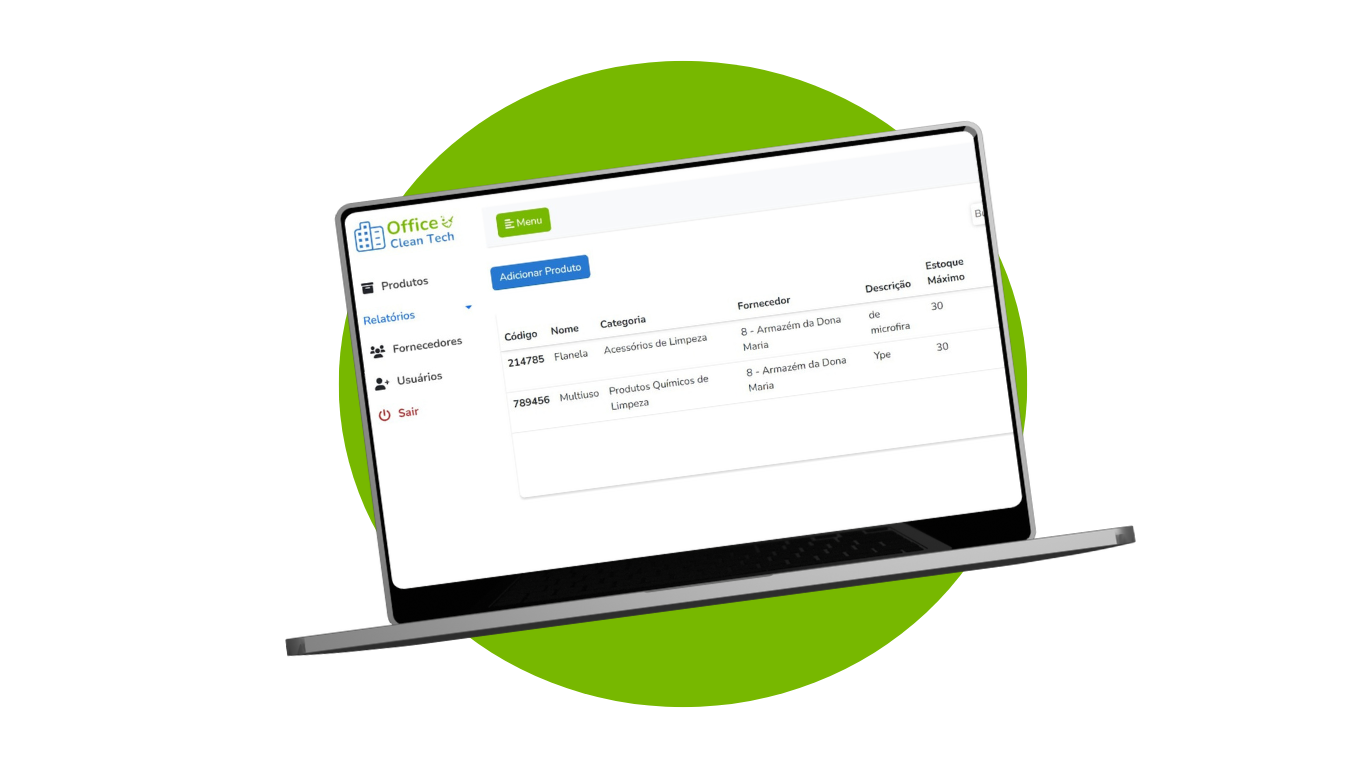 Office
Clean Tech
Menu
Produtos
Relatórios
Fornecedores
Usuários
Sair
Adicionar Produto
Código Nome Categoria Fornecedor Descrição Estoque
Máximo
214785 Flanela Acessórios de Limpeza 8 - Armazém da Dona
Maria
de
microfira
30
789456 Multiuso Produtos Químicos de
Limpeza
8 - Armazém da Dona
Maria
Ype
30